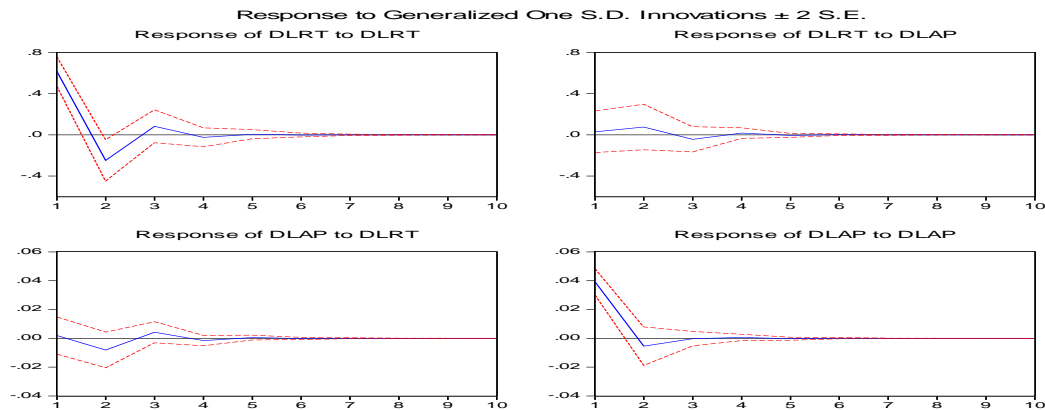 Response to Generalized One S.D. Innovations ± 2 S.E.
Response of DLRT to DLRT
.8
.4
.0
-.4
1 2 3 4 5 6 7 8 9 10
Response of DLRT to DLAP
.8
.4
.0
-.4
1 2 3 4 5 6 7 8 9 10
Response of DLAP to DLRT
.06
.04
.02
.00
-.02
-.04
1 2 3 4 5 6 7 8 9 10
Response of DLAP to DLAP
.06
.04
.02
.00
-.02
-.04
1 2 3 4 5 6 7 8 9 10